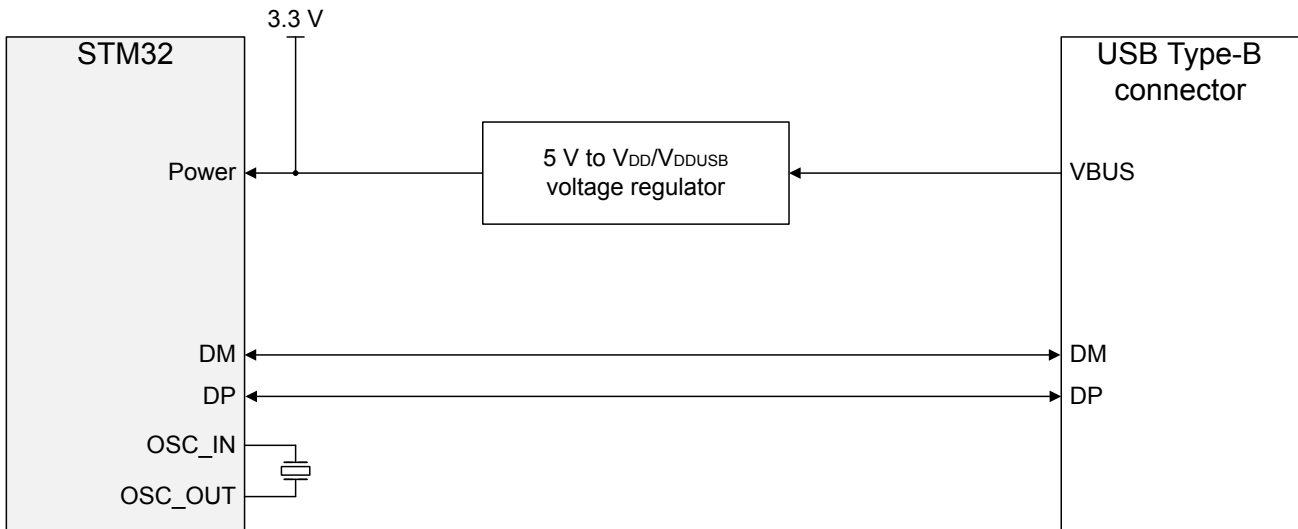 3.3 V
STM32
USB Type-B
connector
5 V to VDD/VDDUSB
voltage regulator
Power
VBUS
DM
DM
DP
DP
OSC_IN
OSC_OUT